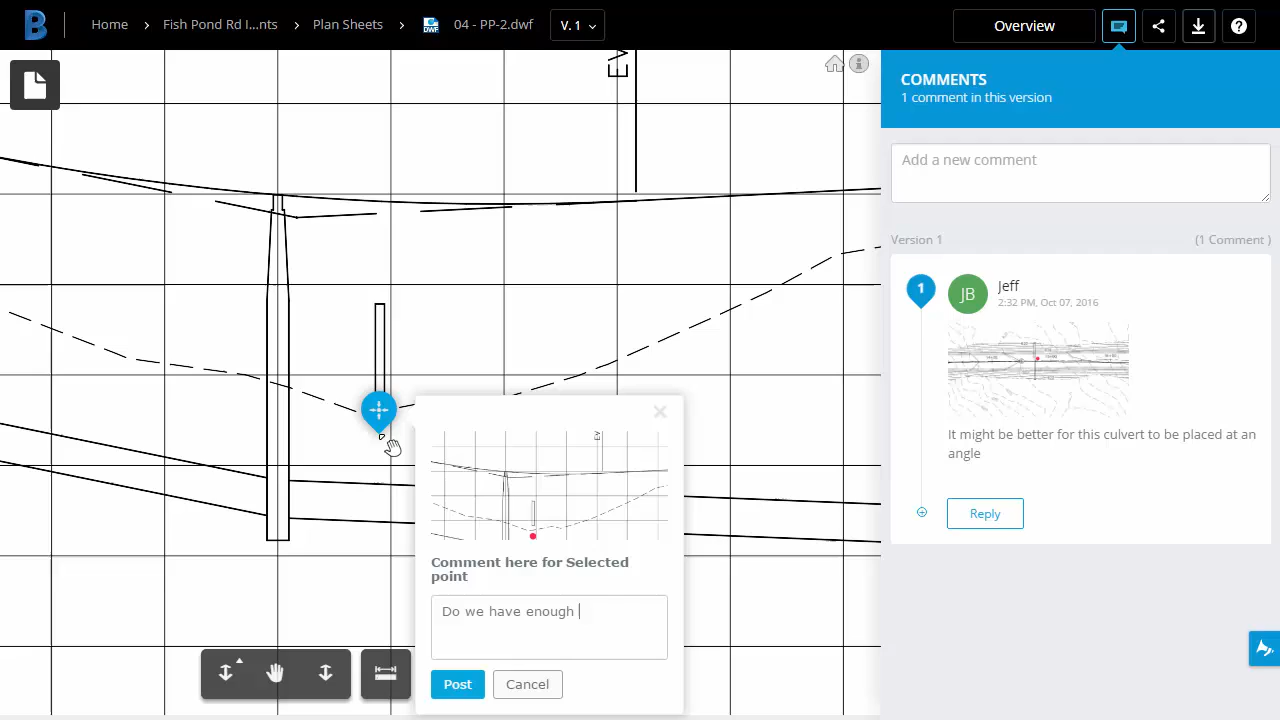 Home > Fish Pond Rd I...nts > Plan Sheets > DWF 04 - PP-2.dwf V. 1
Overview
EV
COMMENTS
1 comment in this version
Add a new comment
Version 1 (1 Comment )
1
JB
Jeff
2:32 PM, Oct 07, 2016
It might be better for this culvert to be placed at an
angle
Reply
EV
Comment here for Selected
point
Do we have enough
Post Cancel